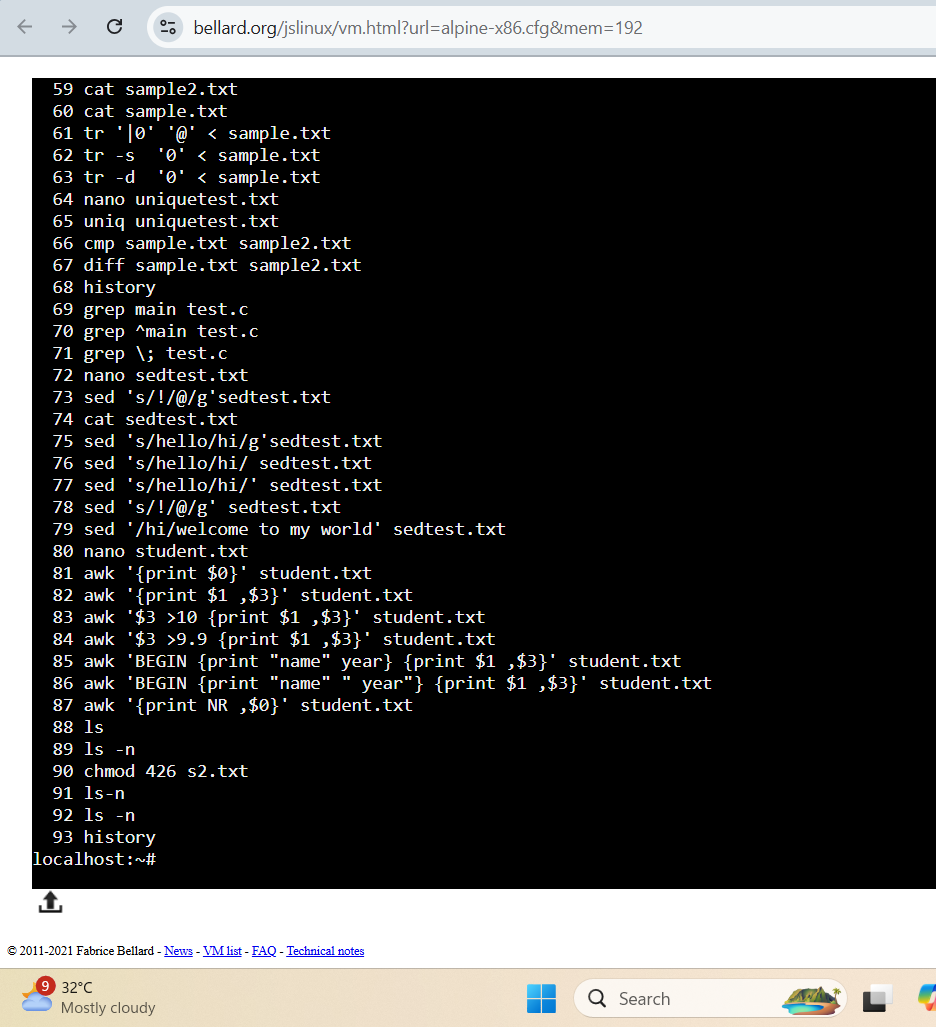 bellard.org/jslinux/vm.html?url=alpine-x86.cfg&mem=192
59 cat sample2.txt
60 cat sample.txt
61 tr '|0' '@' < sample.txt
62 tr -s  '0' < sample.txt
63 tr -d  '0' < sample.txt
64 nano uniquetest.txt
65 uniq uniquetest.txt
66 cmp sample.txt sample2.txt
67 diff sample.txt sample2.txt
68 history
69 grep main test.c
70 grep ^main test.c
71 grep \; test.c
72 nano sedtest.txt
73 sed 's/!/@/g'sedtest.txt
74 cat sedtest.txt
75 sed 's/hello/hi/g'sedtest.txt
76 sed 's/hello/hi/ sedtest.txt
77 sed 's/hello/hi/' sedtest.txt
78 sed 's/!/@/g' sedtest.txt
79 sed '/hi/welcome to my world' sedtest.txt
80 nano student.txt
81 awk '{print $0}' student.txt
82 awk '{print $1 ,$3}' student.txt
83 awk '$3 >10 {print $1 ,$3}' student.txt
84 awk '$3 >9.9 {print $1 ,$3}' student.txt
85 awk 'BEGIN {print "name" year} {print $1 ,$3}' student.txt
86 awk 'BEGIN {print "name" " year"} {print $1 ,$3}' student.txt
87 awk '{print NR ,$0}' student.txt
88 ls
89 ls -n
90 chmod 426 s2.txt
91 ls-n
92 ls -n
93 history
localhost:~#
© 2011-2021 Fabrice Bellard - News - VM list - FAQ - Technical notes
9
32°C
Mostly cloudy
Search